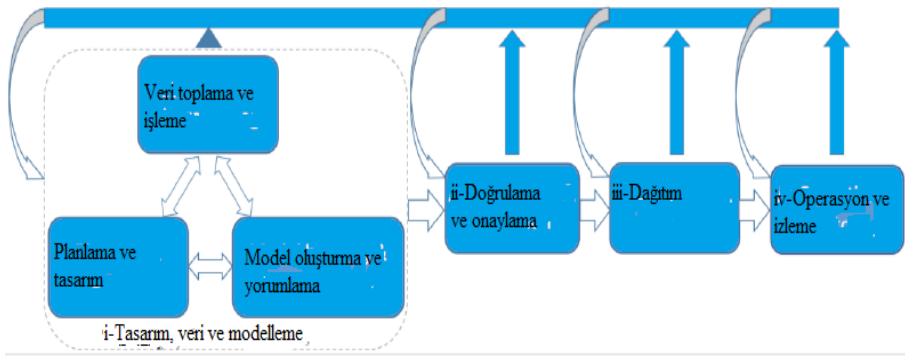 Veri toplama ve
işleme
Planlama ve
tasarım
Model oluşturma ve
yorumlama
i-Tasarım, veri ve modelleme
ii-Doğrulama
ve onaylama
iii-Dağıtım
iv-Operasyon ve
izleme